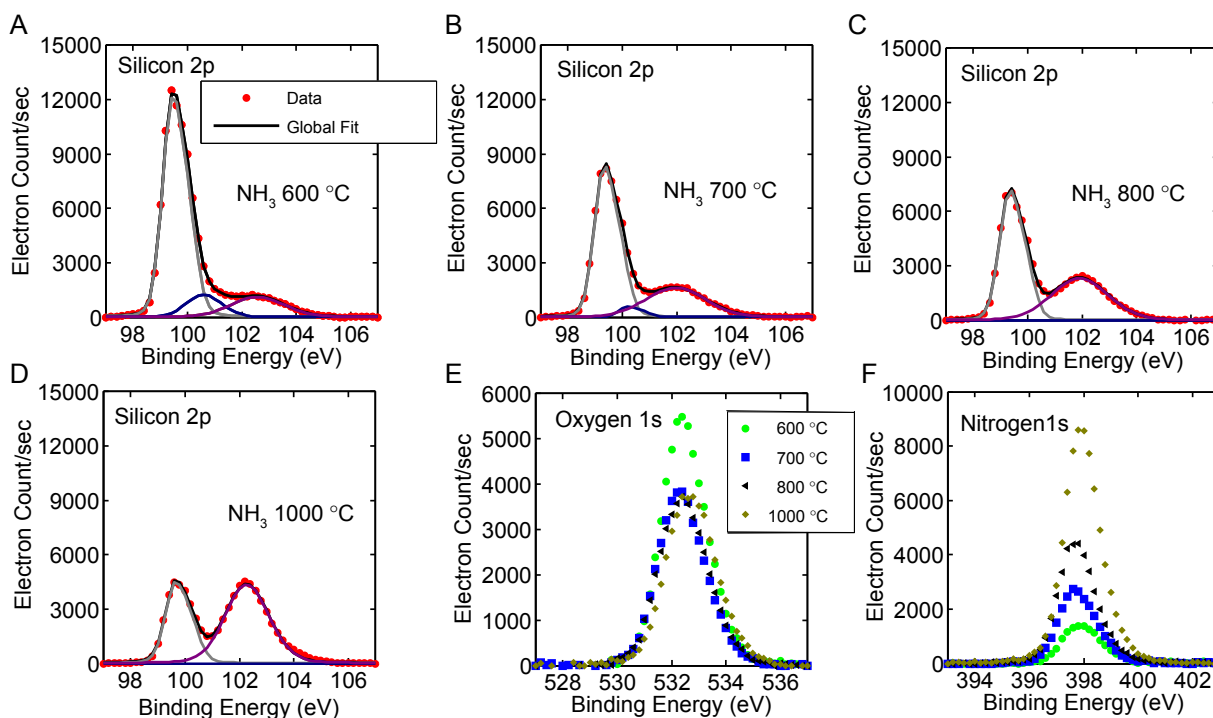 A
15000
12000
9000
6000
3000
0
98 100 102 104 106
Electron Count/sec
Binding Energy (eV)
Silicon 2p
Data
Global Fit
NH3 600 °C
B
15000
12000
9000
6000
3000
0
98 100 102 104 106
Electron Count/sec
Binding Energy (eV)
Silicon 2p
NH3 700 °C
C
15000
12000
9000
6000
3000
0
98 100 102 104 106
Electron Count/sec
Binding Energy (eV)
Silicon 2p
NH3 800 °C
D
15000
12000
9000
6000
3000
0
98 100 102 104 106
Electron Count/sec
Binding Energy (eV)
Silicon 2p
NH3 1000 °C
E
6000
5000
4000
3000
2000
1000
0
528 530 532 534 536
Electron Count/sec
Binding Energy (eV)
Oxygen 1s
600 °C
700 °C
800 °C
1000 °C
F
10000
8000
6000
4000
2000
0
394 396 398 400 402
Electron Count/sec
Binding Energy (eV)
Nitrogen1s